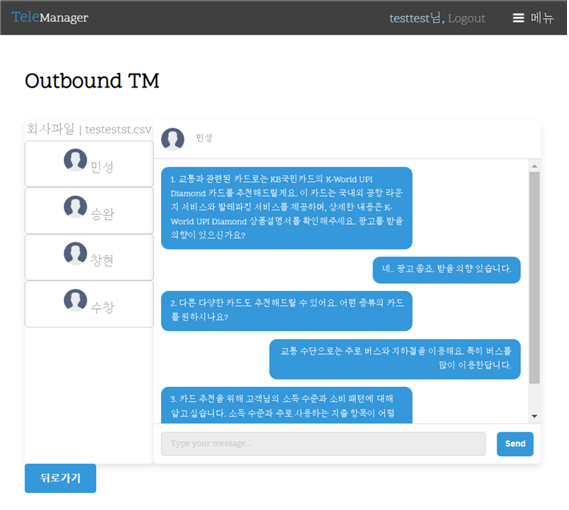 TeleManager
testtest님, Logout
메뉴
Outbound TM
회사파일 | testestst.csv
민성
승완
창현
수창
민성
1. 교통과 관련된 카드로는 KB국민카드의 K-World UPI
Diamond 카드를 추천해드릴게요. 이 카드는 국내외 공항 라운
지 서비스와 발레파킹 서비스를 제공하며, 상세한 내용은 K-
World UPI Diamond 상품설명서를 확인해주세요. 광고를 받을
의향이 있으신가요?
네.. 광고 좋죠. 받을 의향 있습니다.
2. 다른 다양한 카드도 추천해드릴 수 있어요. 어떤 종류의 카드
를 원하시나요?
교통 수단으로는 주로 버스와 지하철을 이용해요. 특히 버스를
많이 이용한답니다.
3. 카드 추천을 위해 고객님의 소득 수준과 소비 패턴에 대해
알고 싶습니다. 소득 수준과 주로 사용하는 지출 항목이 어떻
Type your message...
Send
뒤로가기